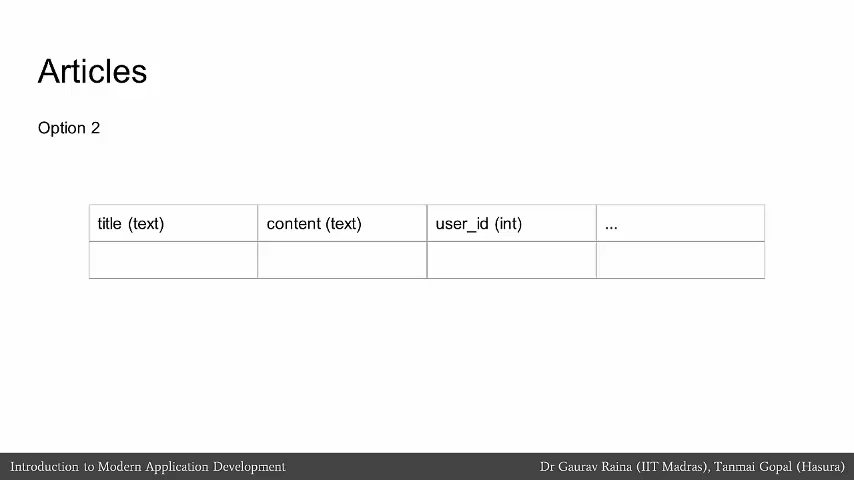 Articles
Option 2
title (text) content (text) user_id (int) ...
Introduction to Modern Application Development Dr Gaurav Raina (IIT Madras), Tanmai Gopal (Hasura)